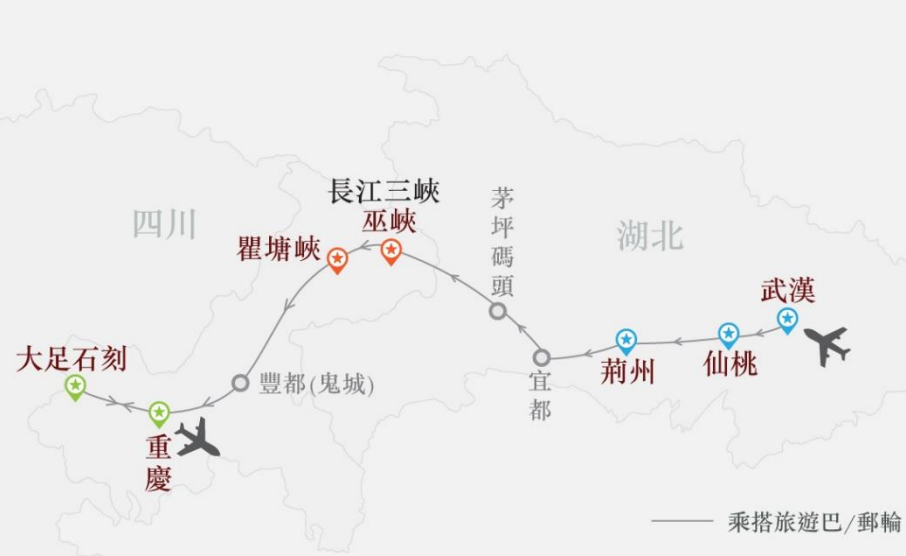 長江三峽
巫峽
瞿塘峽
四川
茅坪碼頭
湖北
武漢
仙桃
荊州
宜都
大足石刻
豐都(鬼城)
重慶
乘搭旅遊巴/郵輪